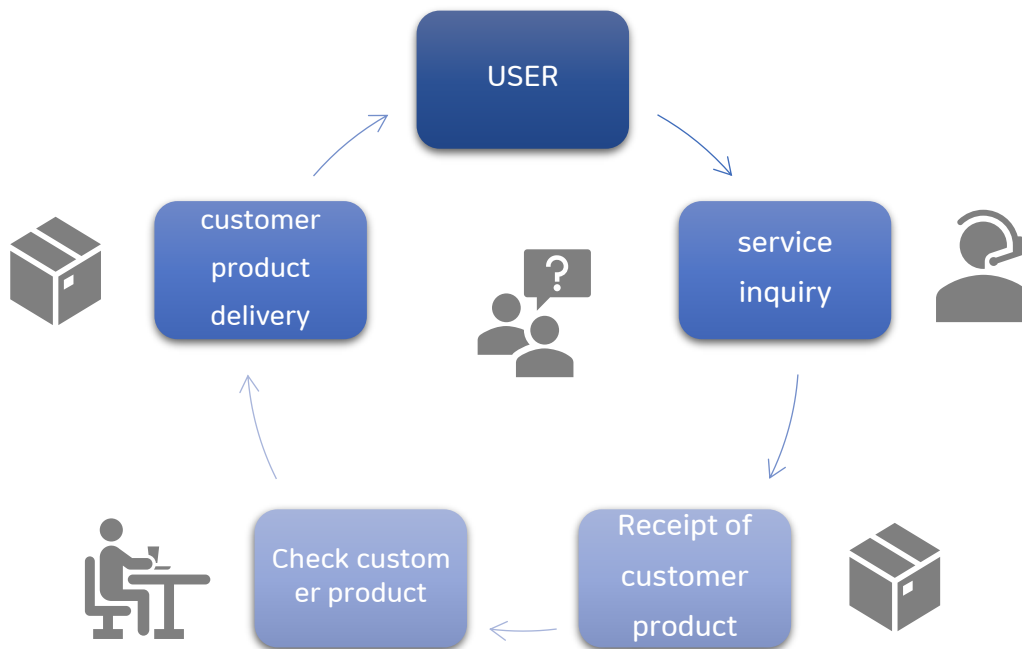 USER
service
inquiry
Receipt of
customer
product
Check custom
er product
customer
product
delivery
?